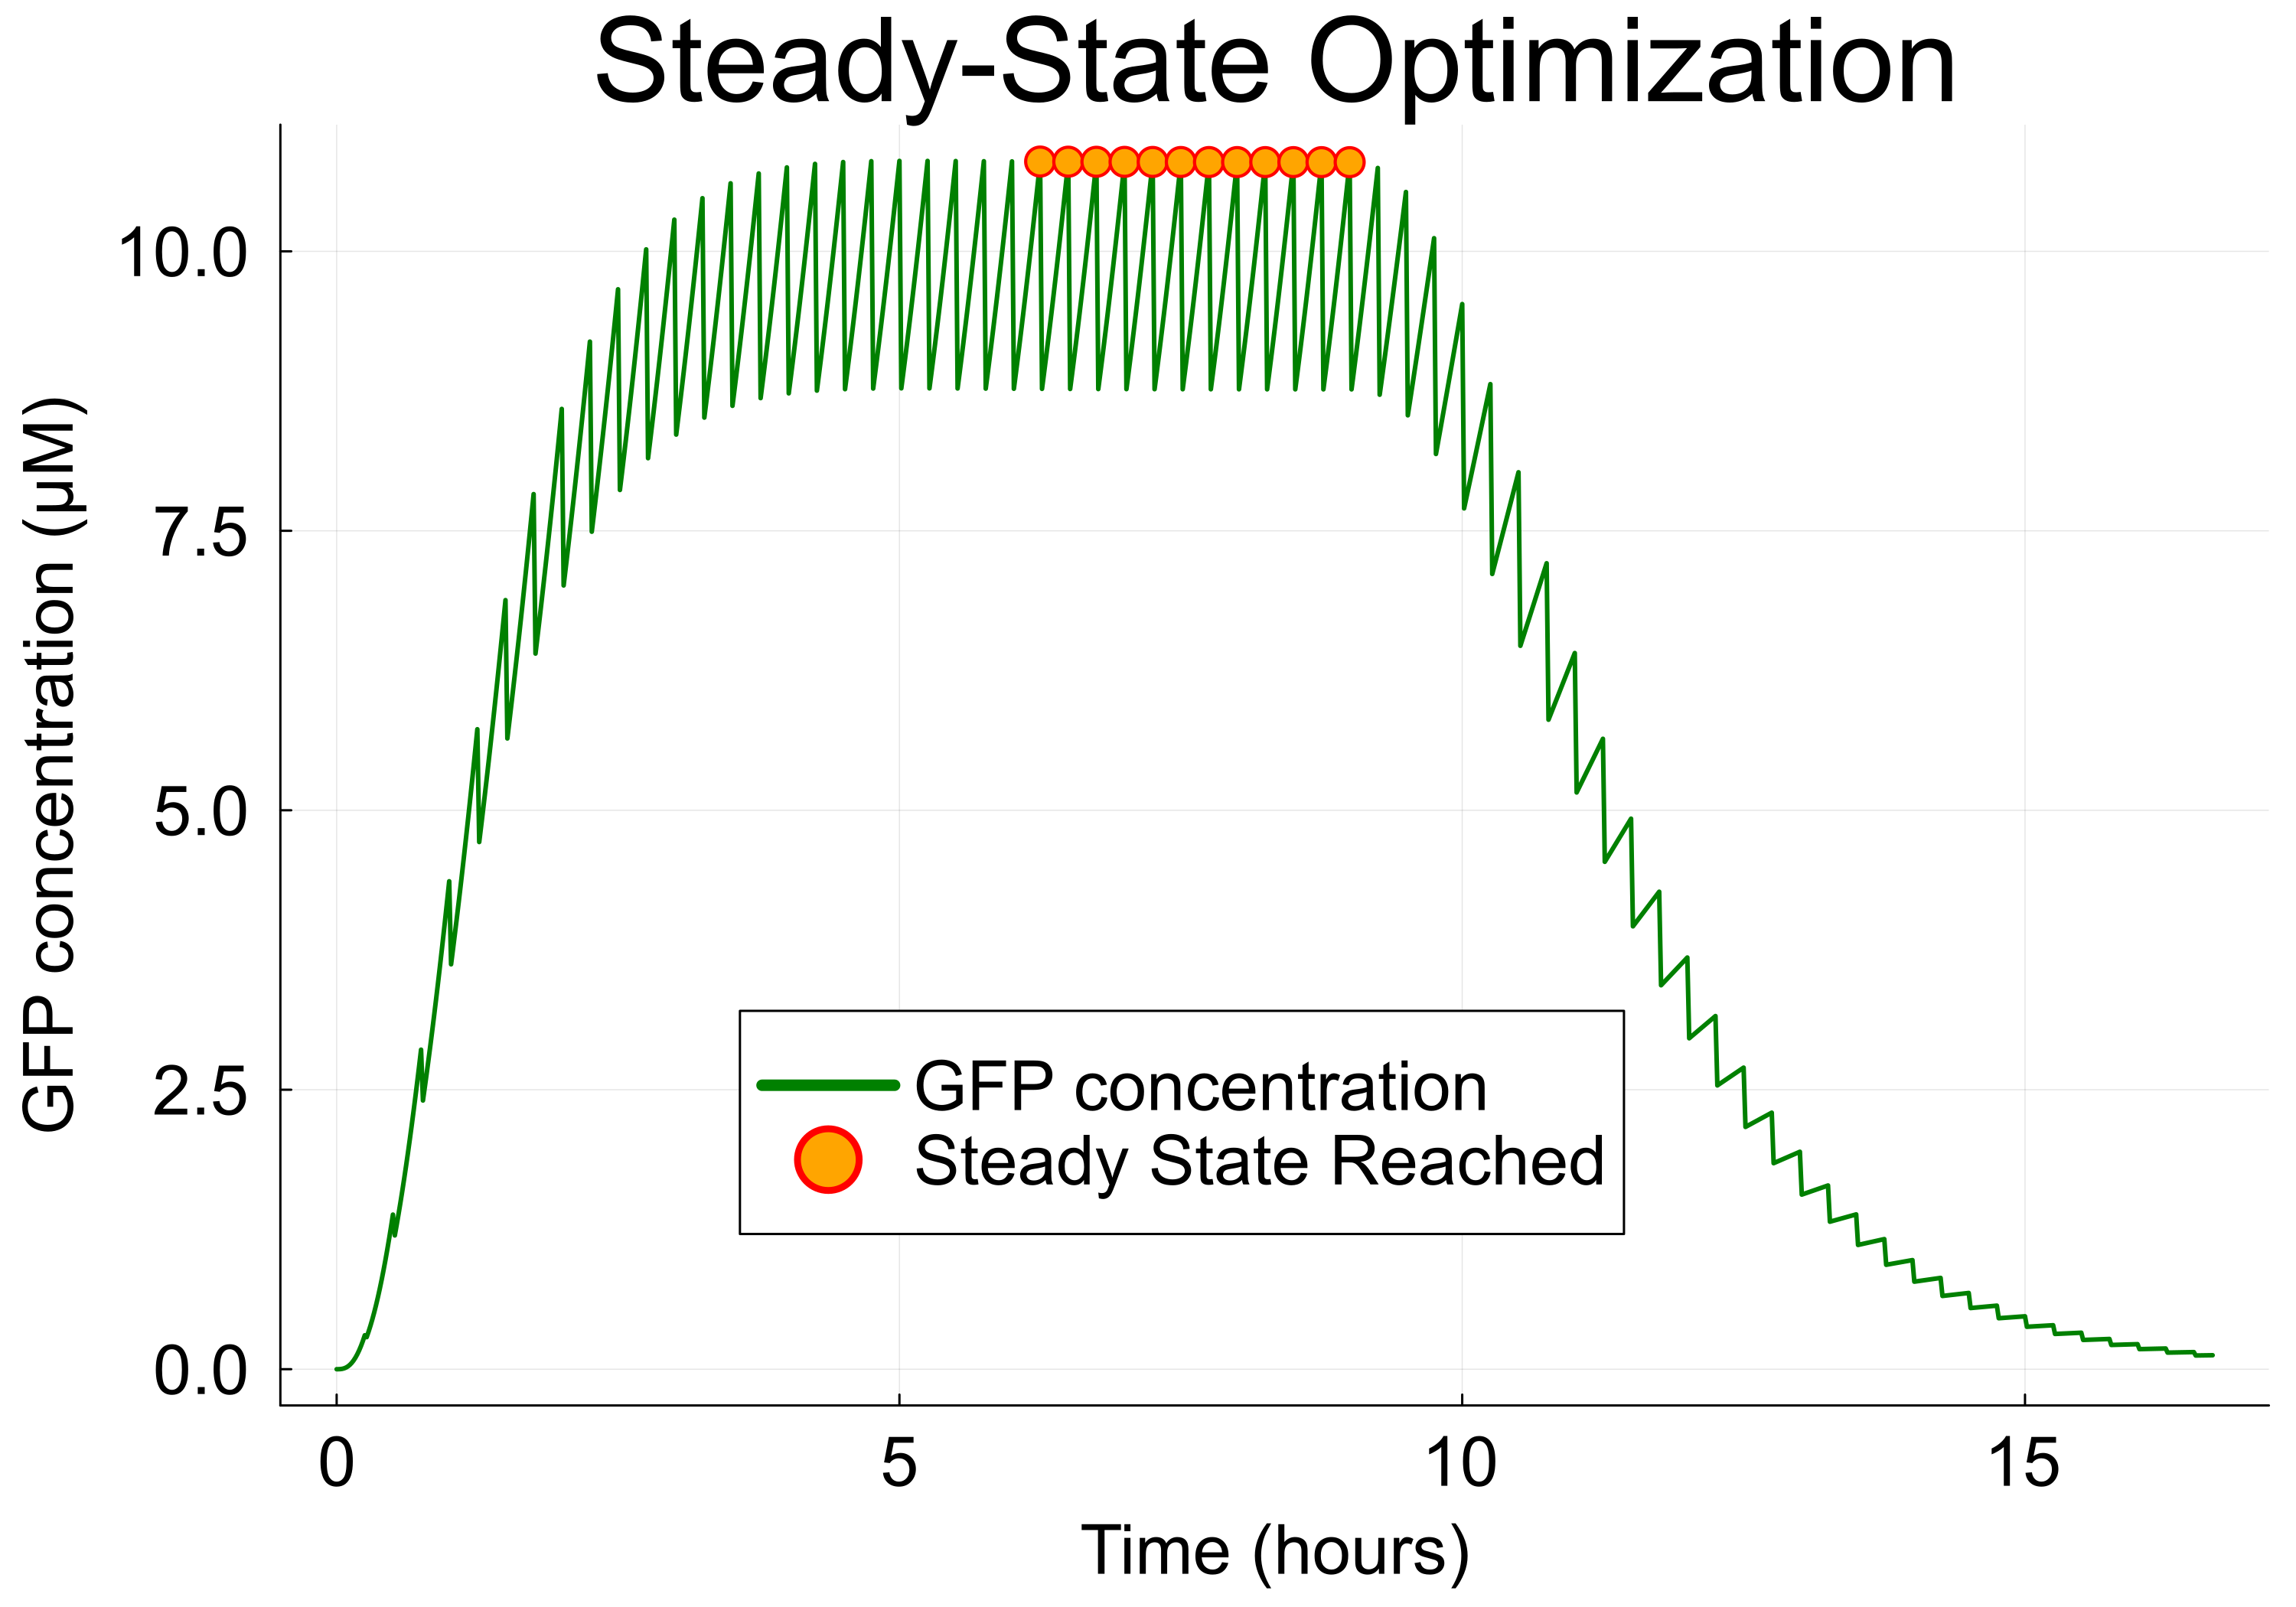 Steady-State Optimization
GFP concentration (µM)
10.0
7.5
5.0
2.5
0.0
GFP concentration
Steady State Reached
0
5
10
15
Time (hours)